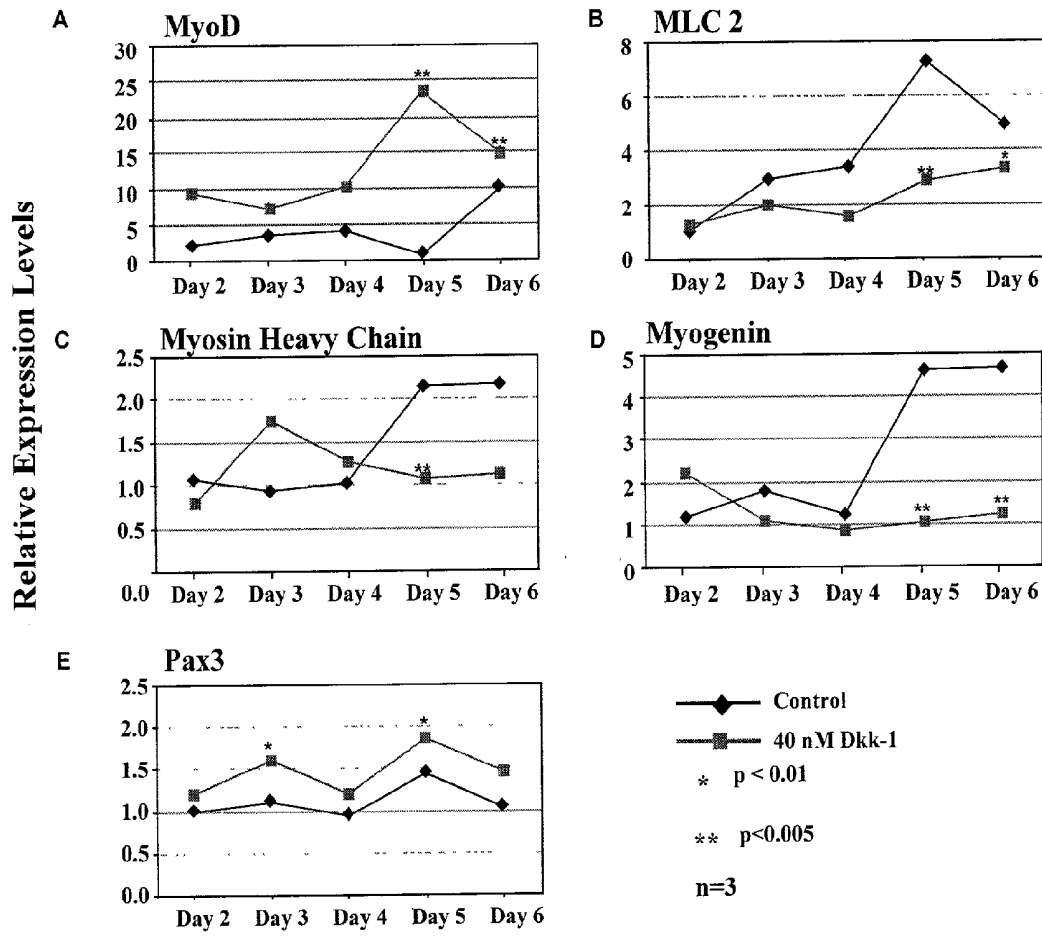 Relative Expression Levels
A MyoD
30
25
20
15
10
5
0
**
**
Day 2 Day 3 Day 4 Day 5 Day 6
B MLC 2
8
6
4
2
0
**
*
Day 2 Day 3 Day 4 Day 5 Day 6
C Myosin Heavy Chain
2.5
2.0
1.5
1.0
0.5
0.0
**
Day 2 Day 3 Day 4 Day 5 Day 6
D Myogenin
5
4
3
2
1
0
**
**
Day 2 Day 3 Day 4 Day 5 Day 6
E Pax3
2.5
2.0
1.5
1.0
0.5
0.0
*
*
Day 2 Day 3 Day 4 Day 5 Day 6
Control
40 nM Dkk-1
* p < 0.01
** p<0.005
n=3